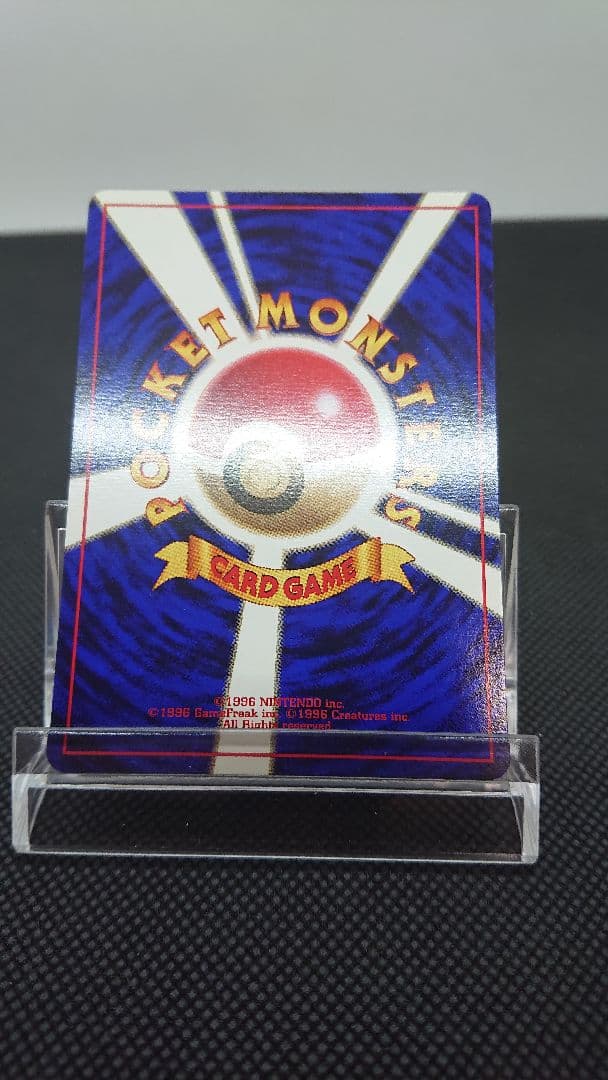 POCKET MONSTERS
CARD GAME
©1996 NINTENDO inc.
©1996 GameFreak inc. ©1996 Creatures inc.
All Rights reserved